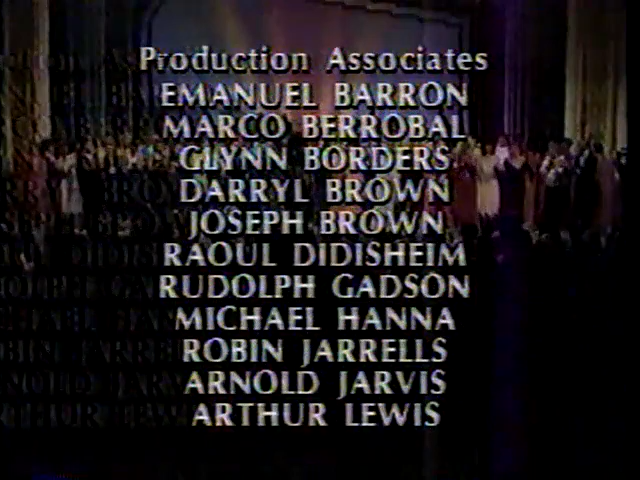 Production Associates
EMANUEL BARRON
MARCO BERROBAL
GLYNN BORDERS
DARRYL BROWN
JOSEPH BROWN
RAOUL DIDISHEIM
RUDOLPH GADSON
MICHAEL HANNA
ROBIN JARRELLS
ARNOLD JARVIS
ARTHUR LEWIS